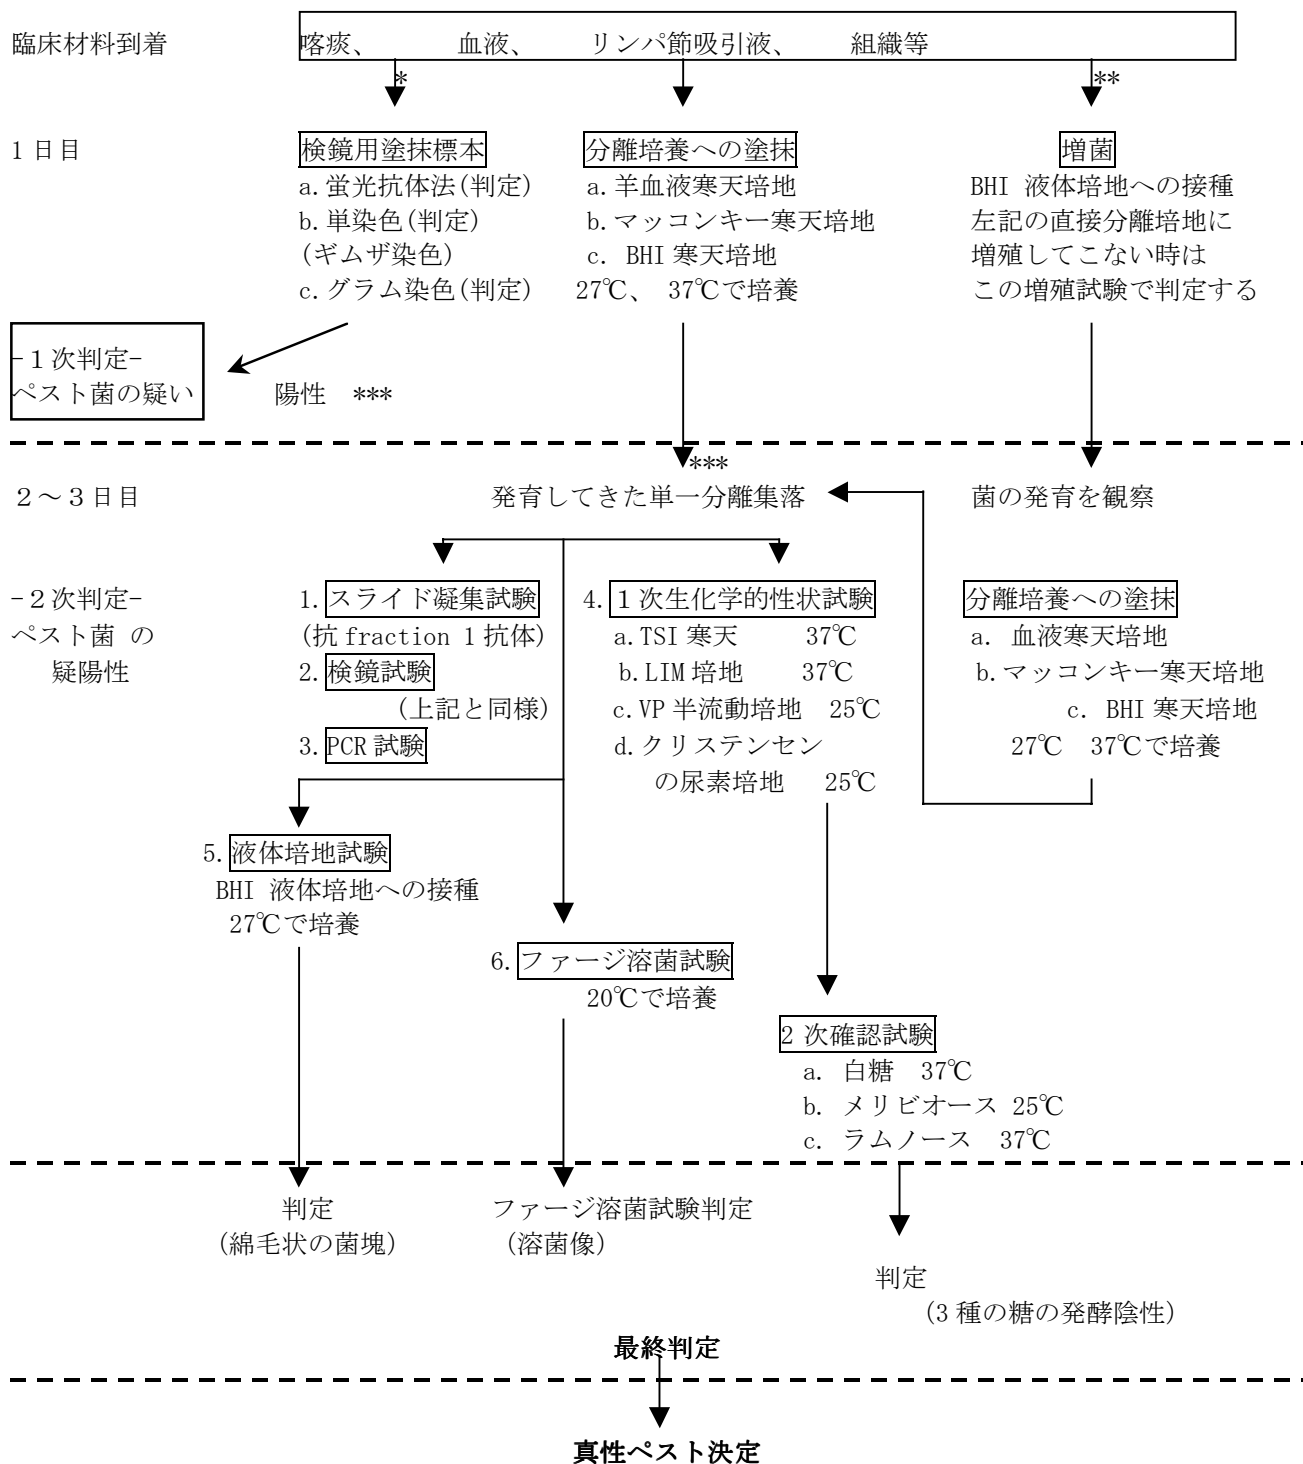 臨床材料到着
喀痰、 血液、 リンパ節吸引液、 組織等
*
**
1日目
検鏡用塗抹標本
a.蛍光抗体法(判定)
b.単染色(判定)
(ギムザ染色)
c.グラム染色(判定)
分離培養への塗抹
a.羊血液寒天培地
b.マッコンキー寒天培地
c. BHI 寒天培地
27℃、 37℃で培養
増菌
BHI 液体培地への接種
左記の直接分離培地に
増殖してこない時は
この増殖試験で判定する
-1次判定-
ペスト菌の疑い
陽性 ***
***
2～3日目
発育してきた単一分離集落
菌の発育を観察
-2次判定-
ペスト菌 の
疑陽性
1.スライド凝集試験
(抗 fraction 1 抗体)
2.検鏡試験
(上記と同様)
3.PCR 試験
4.1次生化学的性状試験
a.TSI 寒天 37℃
b.LIM 培地 37℃
c.VP 半流動培地 25℃
d.クリステンセン
の尿素培地 25℃
分離培養への塗抹
a. 血液寒天培地
b.マッコンキー寒天培地
c. BHI 寒天培地
27℃ 37℃で培養
5.液体培地試験
BHI 液体培地への接種
27℃で培養
6.ファージ溶菌試験
20℃で培養
2 次確認試験
a. 白糖 37℃
b. メリビオース 25℃
c. ラムノース 37℃
判定
(綿毛状の菌塊)
ファージ溶菌試験判定
(溶菌像)
判定
(3 種の糖の発酵陰性)
最終判定
真性ペスト決定